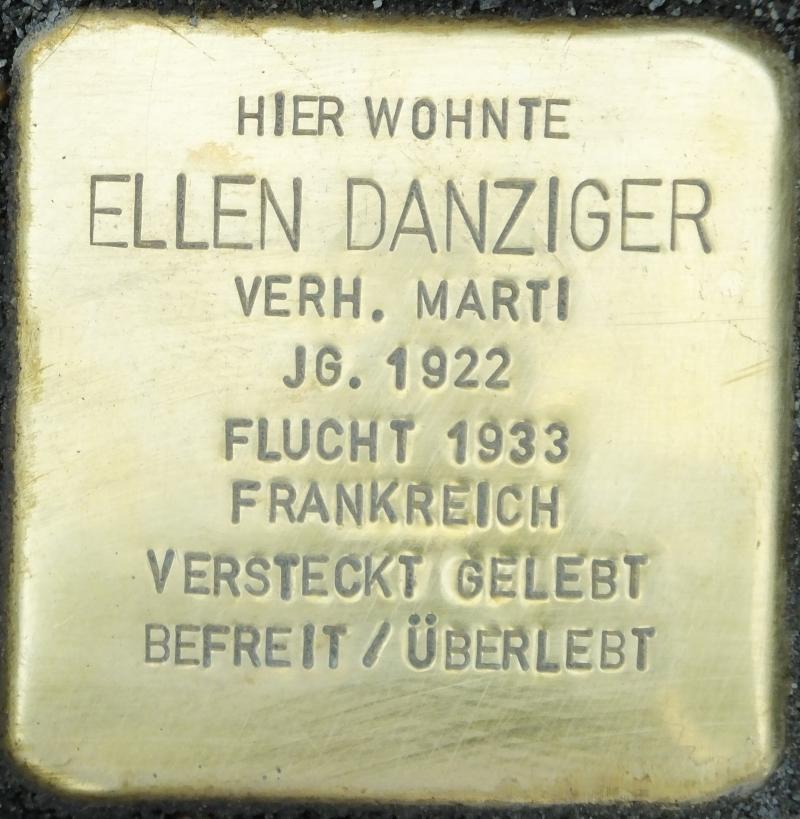 HIER WOHNTE
ELLEN DANZIGER
VERH. MARTI
JG. 1922
FLUCHT 1933
FRANKREICH
VERSTECKT GELEBT
BEFREIT / ÜBERLEBT